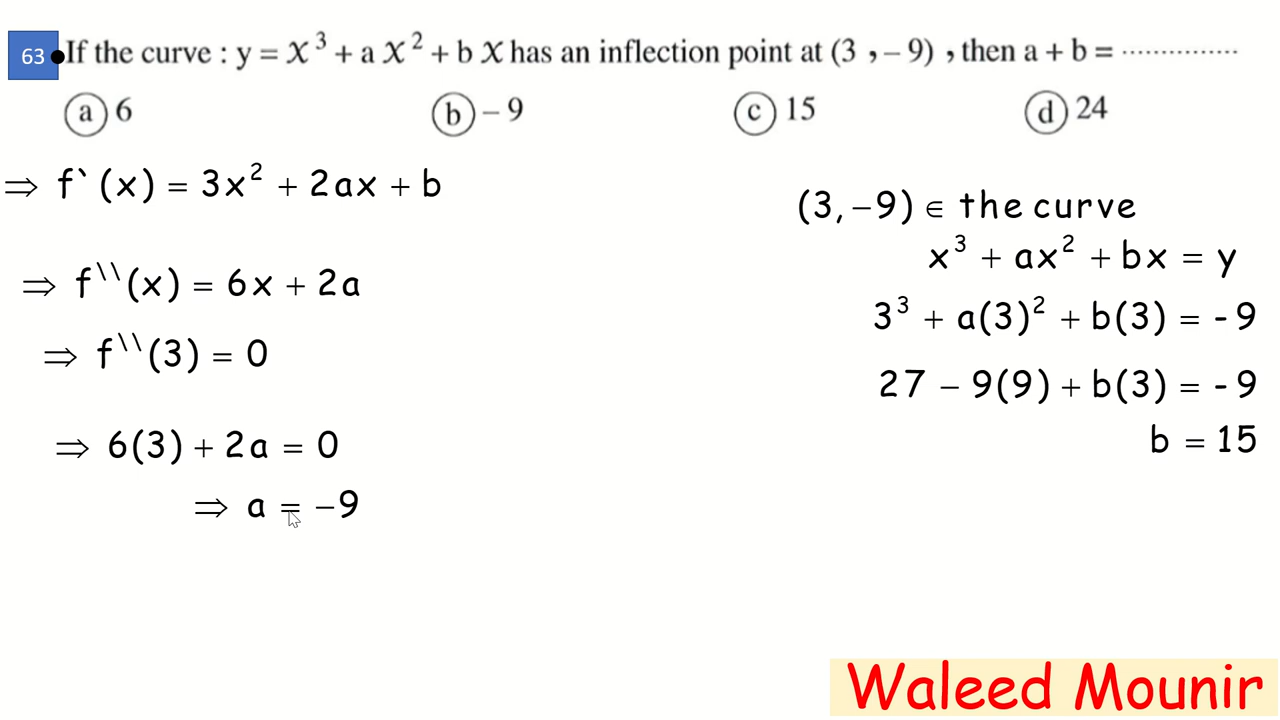 63 If the curve : y = x³ + a x² + b x has an inflection point at (3 , – 9) , then a + b = ...............
(a) 6 (b) – 9 (c) 15 (d) 24
⇒ f`(x) = 3x² + 2ax + b
⇒ f\\(x) = 6x + 2a
⇒ f\\(3) = 0
⇒ 6(3) + 2a = 0
⇒ a = –9
(3, –9) ∈ the curve
x³ + ax² + bx = y
3³ + a(3)² + b(3) = -9
27 – 9(9) + b(3) = -9
b = 15
Waleed Mounir